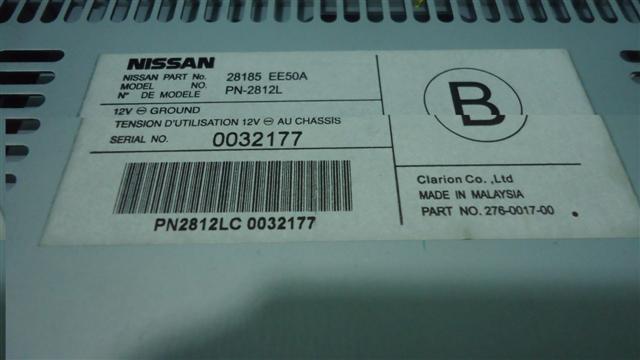 NISSAN
NISSAN PART No. 28185 EE50A
MODEL NO. PN-2812L
N° DE MODELE
B
12V ⊖ GROUND
TENSION D'UTILISATION 12V ⊖ AU CHASSIS
SERIAL NO. 0032177
PN2812LC 0032177
Clarion Co.,Ltd
MADE IN MALAYSIA
PART NO. 276-0017-00